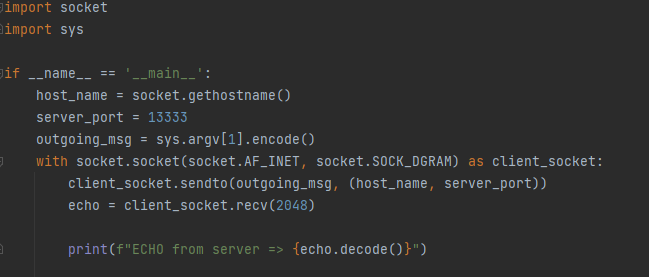 import socket
import sys
if __name__ == '__main__':
host_name = socket.gethostname()
server_port = 13333
outgoing_msg = sys.argv[1].encode()
with socket.socket(socket.AF_INET, socket.SOCK_DGRAM) as client_socket:
client_socket.sendto(outgoing_msg, (host_name, server_port))
echo = client_socket.recv(2048)
print(f"ECHO from server => {echo.decode()}")